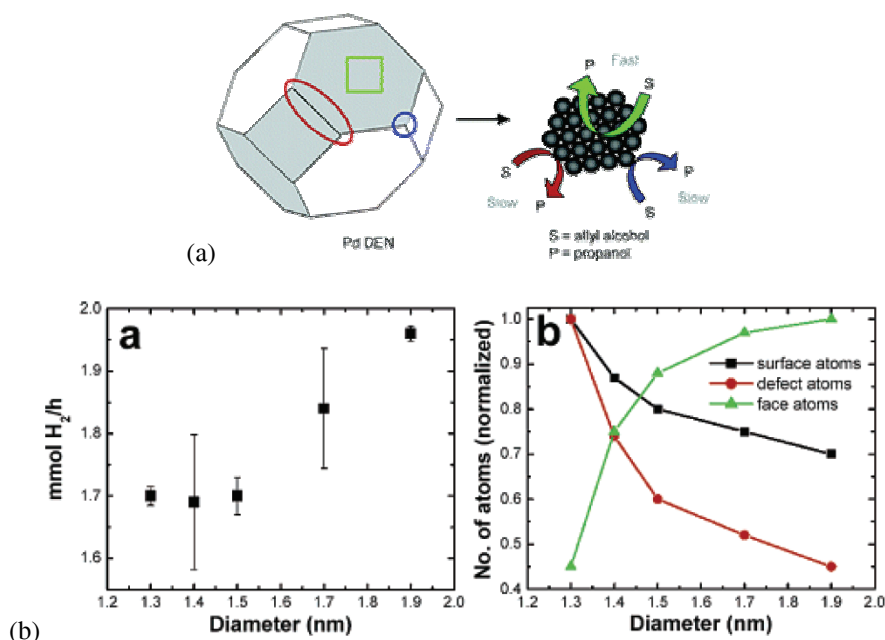 P Fast
S
S
Slow
P
P
Slow
S
Pd DEN
S = allyl alcohol
P = propanol
(a)
a
mmol H2/h
2.0
1.9
1.8
1.7
1.6
1.2 1.3 1.4 1.5 1.6 1.7 1.8 1.9 2.0
Diameter (nm)
b
No. of atoms (normalized)
1.0
0.9
0.8
0.7
0.6
0.5
0.4
surface atoms
defect atoms
face atoms
1.2 1.3 1.4 1.5 1.6 1.7 1.8 1.9 2.0
Diameter (nm)
(b)